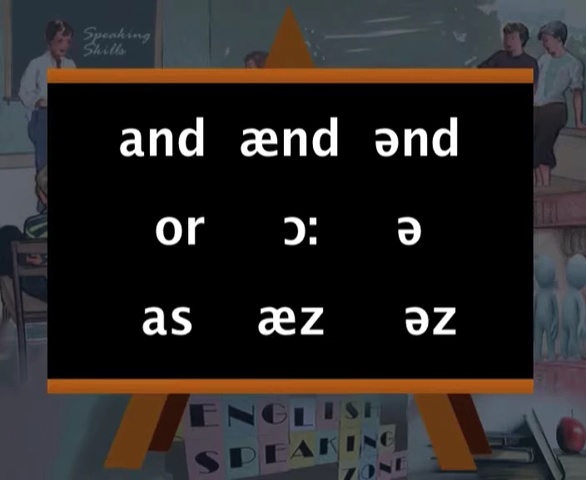 Speaking
Skills
and ænd ənd
or ɔ: ə
as æz əz
ENGLISH
SPEAKING
ZONE